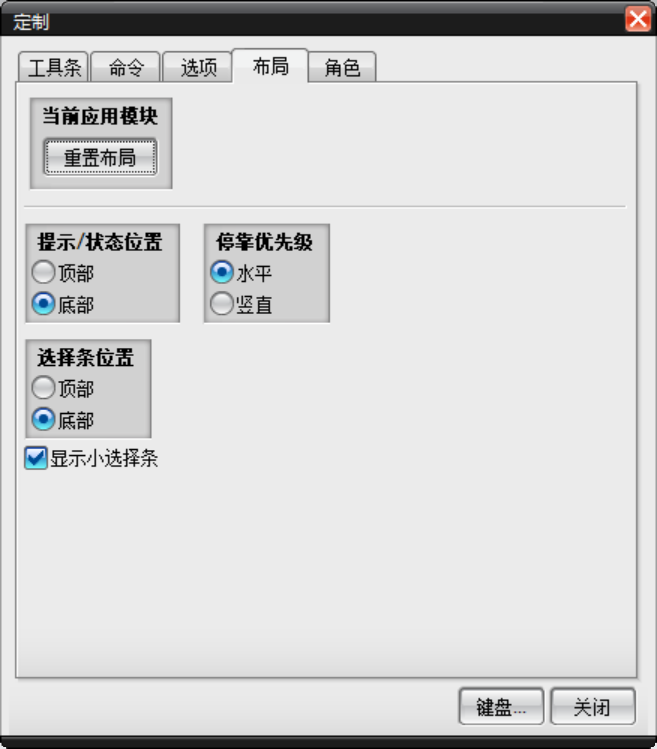 定制
工具条 命令 选项 布局 角色
当前应用模块
重置布局
提示/状态位置 停靠优先级
顶部 水平
底部 竖直
选择条位置
顶部
底部
显示小选择条
键盘... 关闭